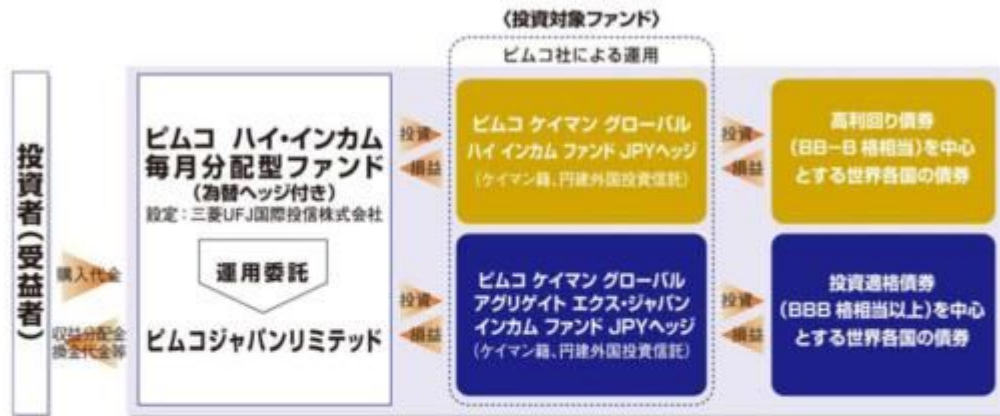 〈投資対象ファンド〉
ピムコ社による運用
投資者(受益者)
購入代金
収益分配金
換金代金等
ピムコ ハイ・インカム
毎月分配型ファンド
(為替ヘッジ付き)
設定:三菱UFJ国際投信株式会社
運用委託
ピムコジャパンリミテッド
投資
損益
ピムコ ケイマン グローバル
ハイ インカム ファンド JPYヘッジ
(ケイマン籍、円建外国投資信託)
投資
損益
高利回り債券
(BB-B 格相当)を中心
とする世界各国の債券
投資
損益
ピムコ ケイマン グローバル
アグリゲイト エクス・ジャパン
インカム ファンド JPYヘッジ
(ケイマン籍、円建外国投資信託)
投資
損益
投資適格債券
(BBB 格相当以上)を中心
とする世界各国の債券